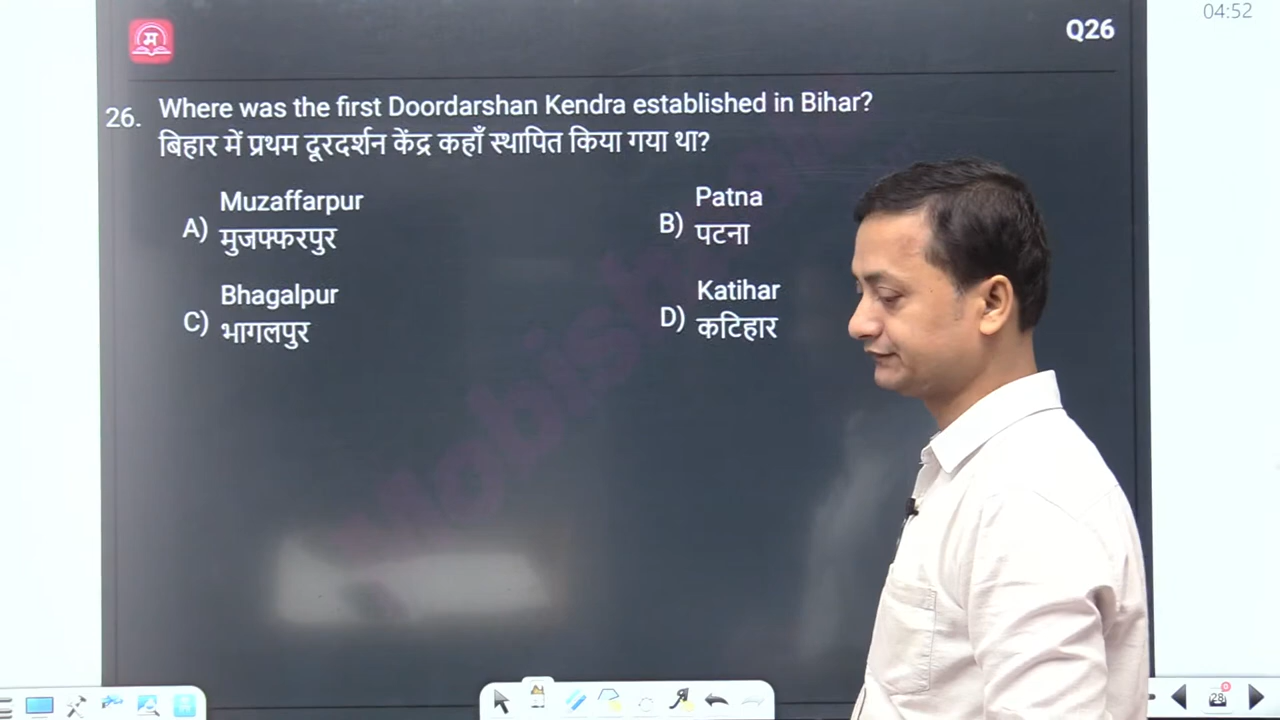 04:52
म
Q26
26. Where was the first Doordarshan Kendra established in Bihar?
बिहार में प्रथम दूरदर्शन केंद्र कहाँ स्थापित किया गया था?
A) Muzaffarpur
मुजफ्फरपुर
B) Patna
पटना
C) Bhagalpur
भागलपुर
D) Katihar
कटिहार
28